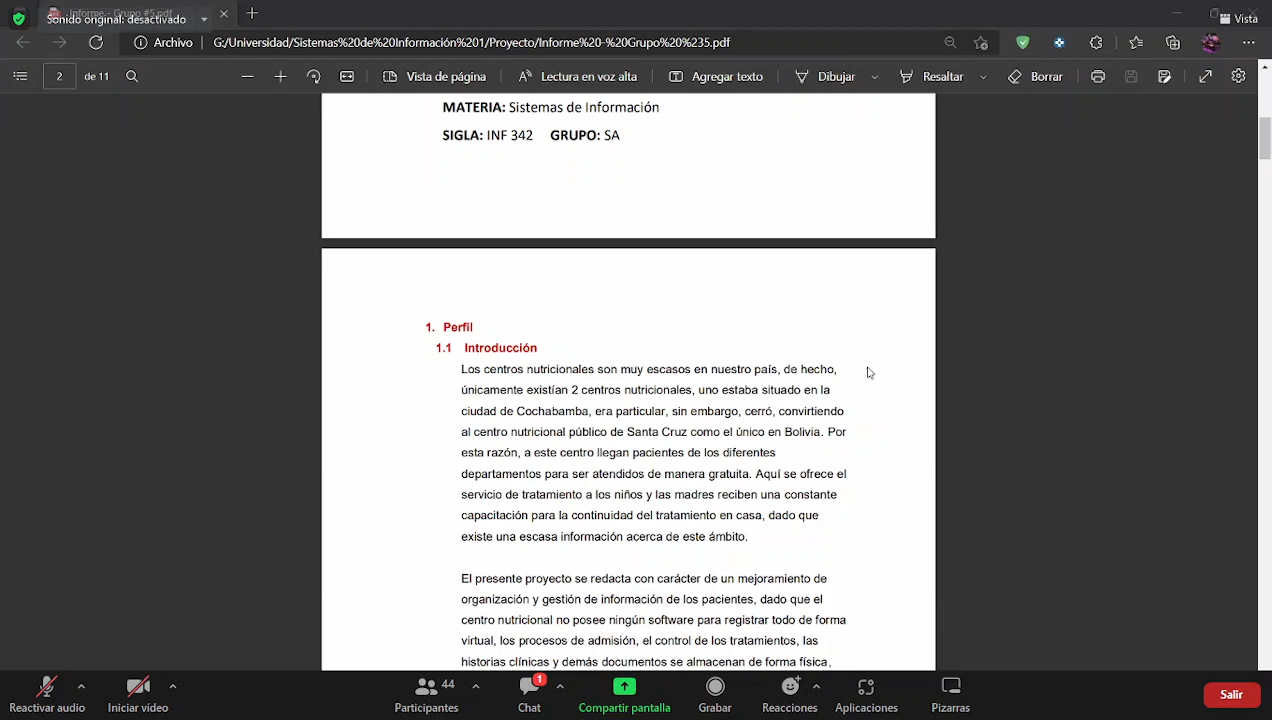 Informe - Grupo #5.pdf
Sonido original: desactivado
Vista
Archivo
G:/Universidad/Sistemas%20de%20Información%201/Proyecto/Informe%20-%20Grupo%20%235.pdf
2 de 11
Vista de página
Lectura en voz alta
Agregar texto
Dibujar
Resaltar
Borrar
MATERIA: Sistemas de Información
SIGLA: INF 342 GRUPO: SA
1. Perfil
1.1 Introducción
Los centros nutricionales son muy escasos en nuestro país, de hecho,
únicamente existían 2 centros nutricionales, uno estaba situado en la
ciudad de Cochabamba, era particular, sin embargo, cerró, convirtiendo
al centro nutricional público de Santa Cruz como el único en Bolivia. Por
esta razón, a este centro llegan pacientes de los diferentes
departamentos para ser atendidos de manera gratuita. Aquí se ofrece el
servicio de tratamiento a los niños y las madres reciben una constante
capacitación para la continuidad del tratamiento en casa, dado que
existe una escasa información acerca de este ámbito.
El presente proyecto se redacta con carácter de un mejoramiento de
organización y gestión de información de los pacientes, dado que el
centro nutricional no posee ningún software para registrar todo de forma
virtual, los procesos de admisión, el control de los tratamientos, las
historias clínicas y demás documentos se almacenan de forma física,
44
1
Reactivar audio
Iniciar vídeo
Participantes
Chat
Compartir pantalla
Grabar
Reacciones
Aplicaciones
Pizarras
Salir